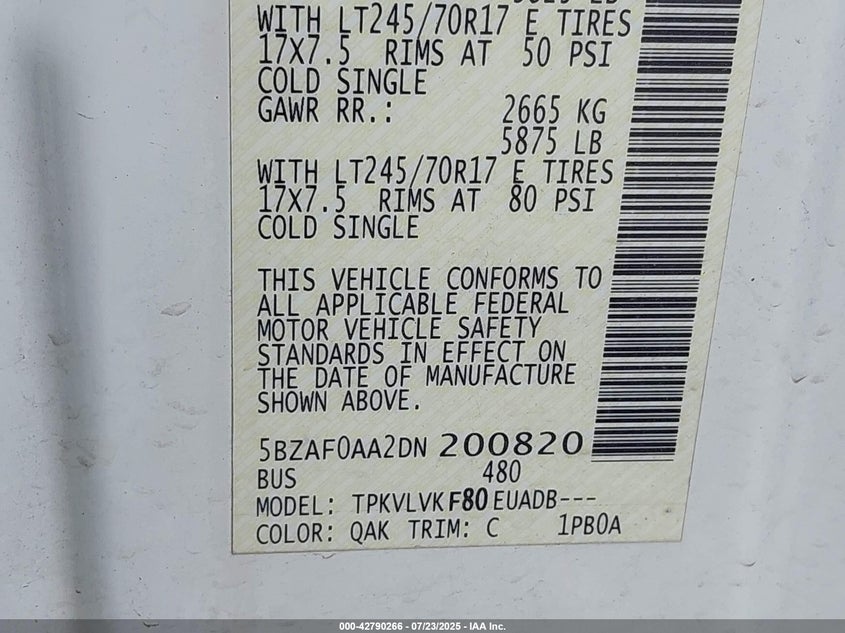 WITH LT245/70R17 E TIRES
17X7.5 RIMS AT 50 PSI
COLD SINGLE
GAWR RR.: 2665 KG
5875 LB
WITH LT245/70R17 E TIRES
17X7.5 RIMS AT 80 PSI
COLD SINGLE
THIS VEHICLE CONFORMS TO
ALL APPLICABLE FEDERAL
MOTOR VEHICLE SAFETY
STANDARDS IN EFFECT ON
THE DATE OF MANUFACTURE
SHOWN ABOVE.
5BZAF0AA2DN 200820
BUS 480
MODEL: TPKVLVKF80EUADB---
COLOR: QAK TRIM: C 1PB0A
000-42790266 - 07/23/2025 - IAA Inc.